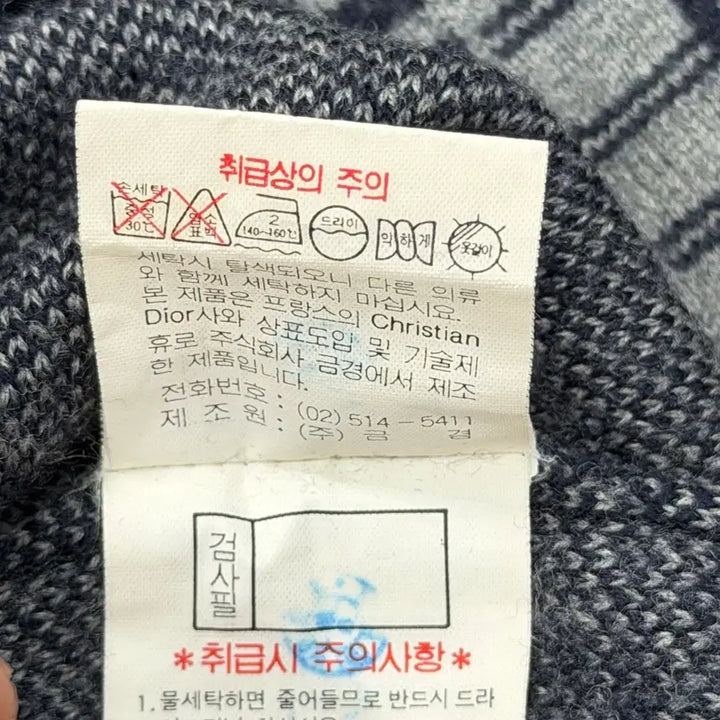 취급상의 주의
손세탁 중성 30℃
염소 표백
2 140~160℃
드라이
약하게
옷걸이
세탁시 탈색되오니 다른 의류
와 함께 세탁하지 마십시요.
본 제품은 프랑스의 Christian
Dior사와 상표도입 및 기술제
휴로 주식회사 금경에서 제조
한 제품입니다.
전화번호: (02) 514-5411
제 조 원: (주) 금 경
검사필
*취급시 주의사항*
1. 물세탁하면 줄어들므로 반드시 드라